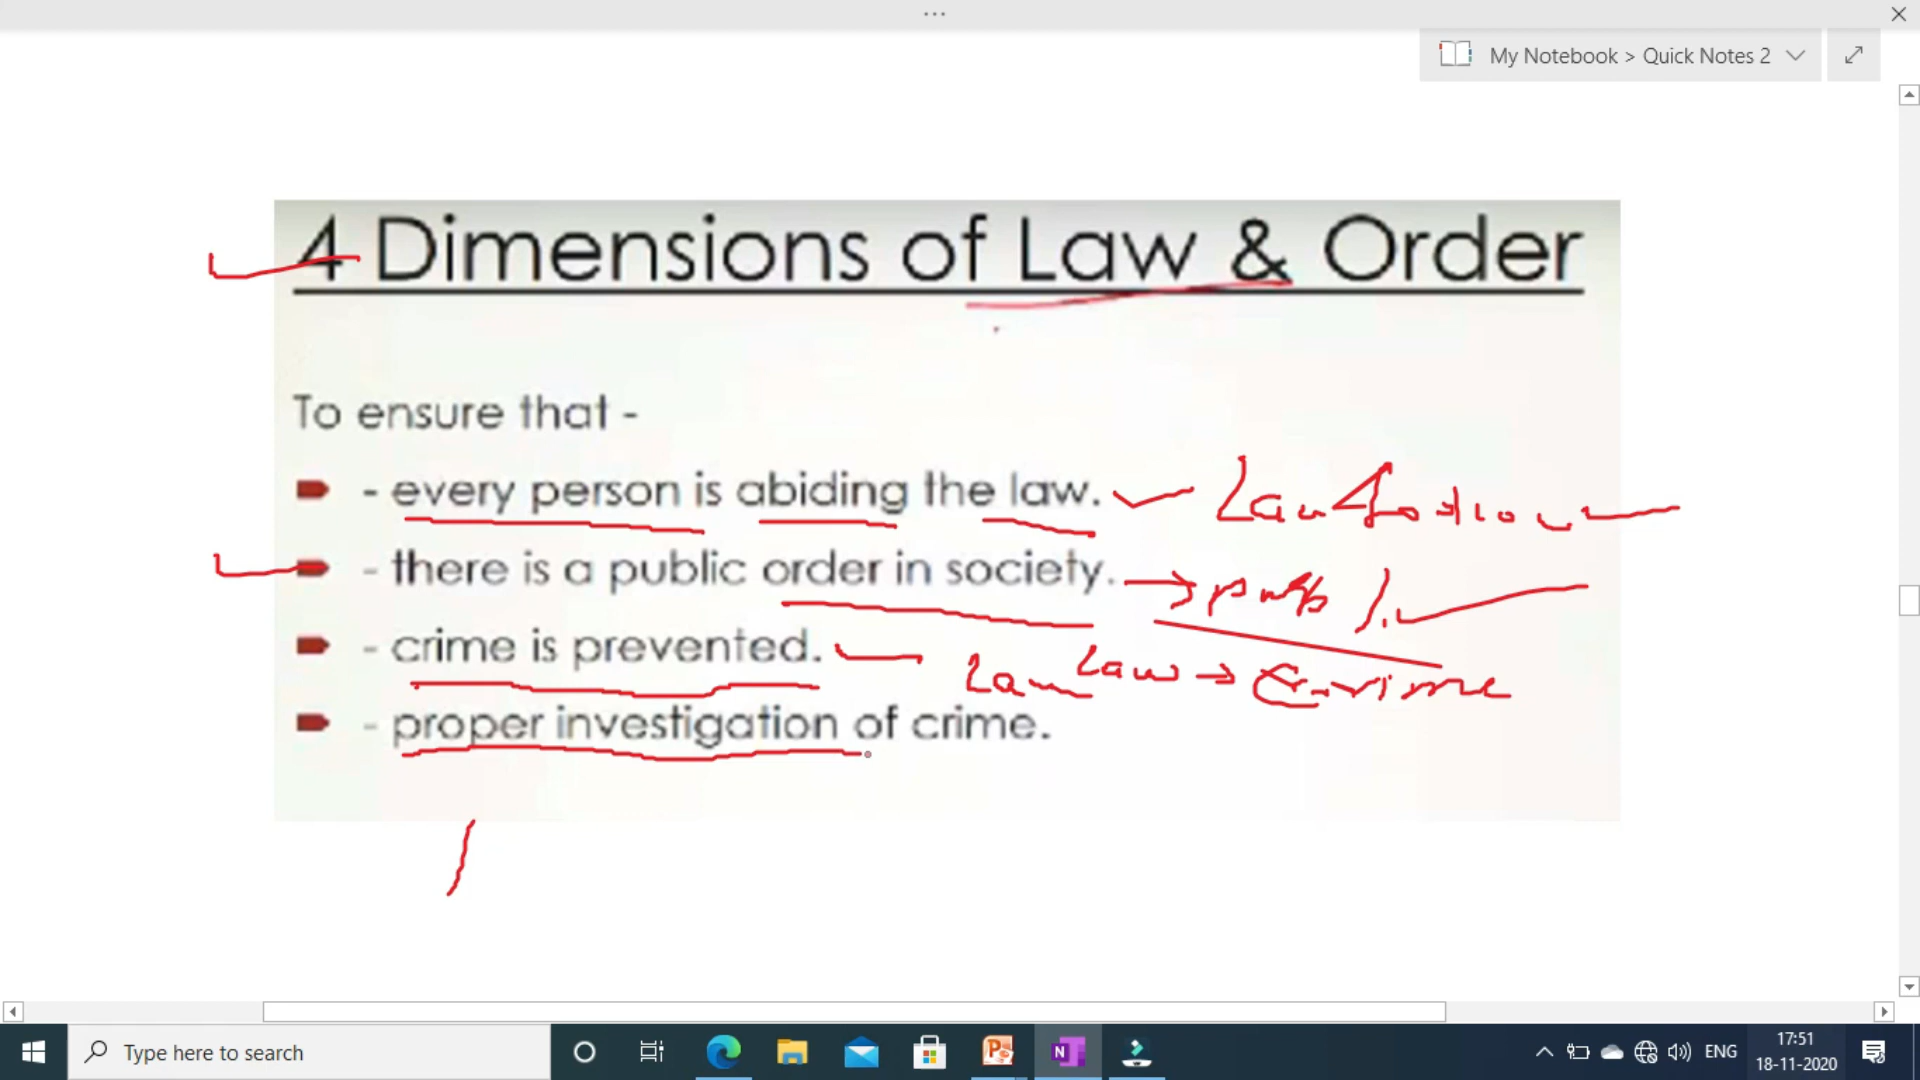 My Notebook > Quick Notes 2
4 Dimensions of Law & Order
To ensure that -
- every person is abiding the law.
- there is a public order in society.
- crime is prevented.
Law → Crime
- proper investigation of crime.
Type here to search
ENG
17:51
18-11-2020